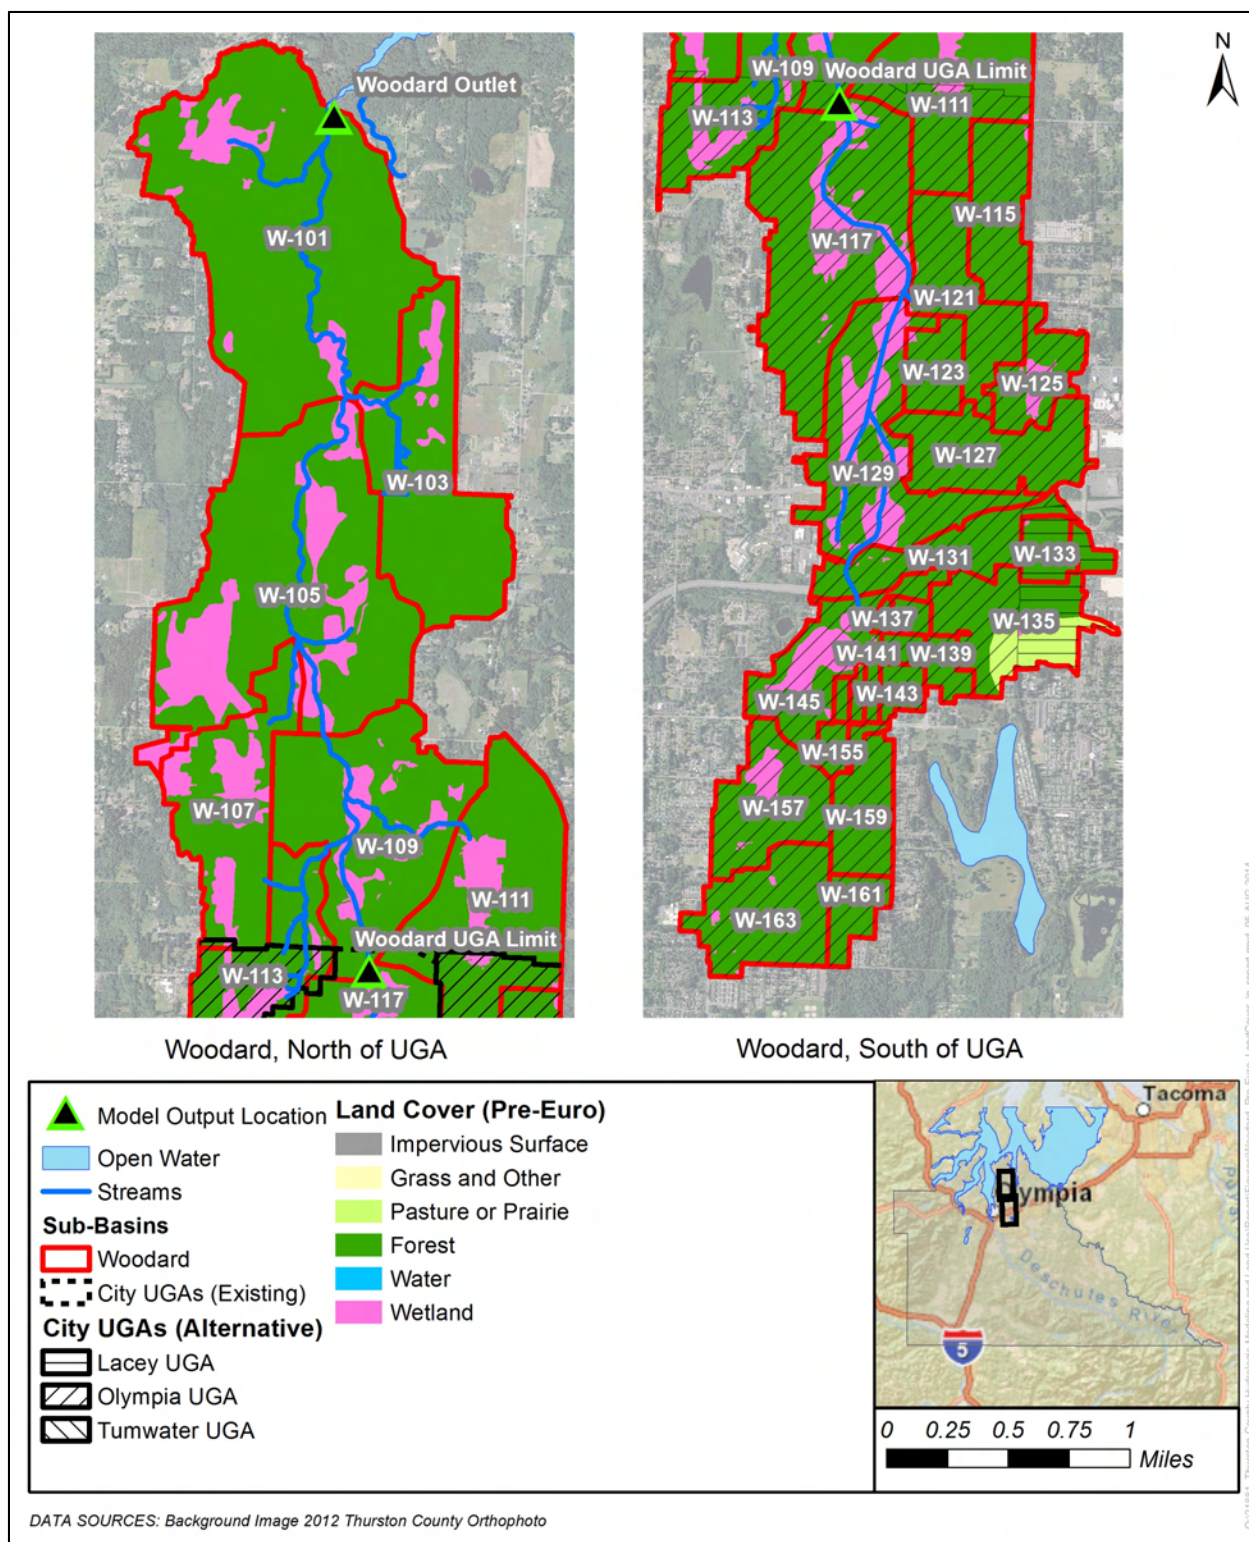 N
Woodard Outlet
W-101
W-103
W-105
W-107
W-109
W-111
Woodard UGA Limit
W-113
W-117
Woodard, North of UGA
W-109
Woodard UGA Limit
W-111
W-113
W-115
W-117
W-121
W-123
W-125
W-127
W-129
W-131
W-133
W-135
W-137
W-141
W-139
W-143
W-145
W-155
W-157
W-159
W-161
W-163
Woodard, South of UGA
Model Output Location
Open Water
Streams
Sub-Basins
Woodard
City UGAs (Existing)
City UGAs (Alternative)
Lacey UGA
Olympia UGA
Tumwater UGA
Land Cover (Pre-Euro)
Impervious Surface
Grass and Other
Pasture or Prairie
Forest
Water
Wetland
Tacoma
Olympia
Deschutes River
5
0 0.25 0.5 0.75 1
Miles
DATA SOURCES: Background Image 2012 Thurston County Orthophoto